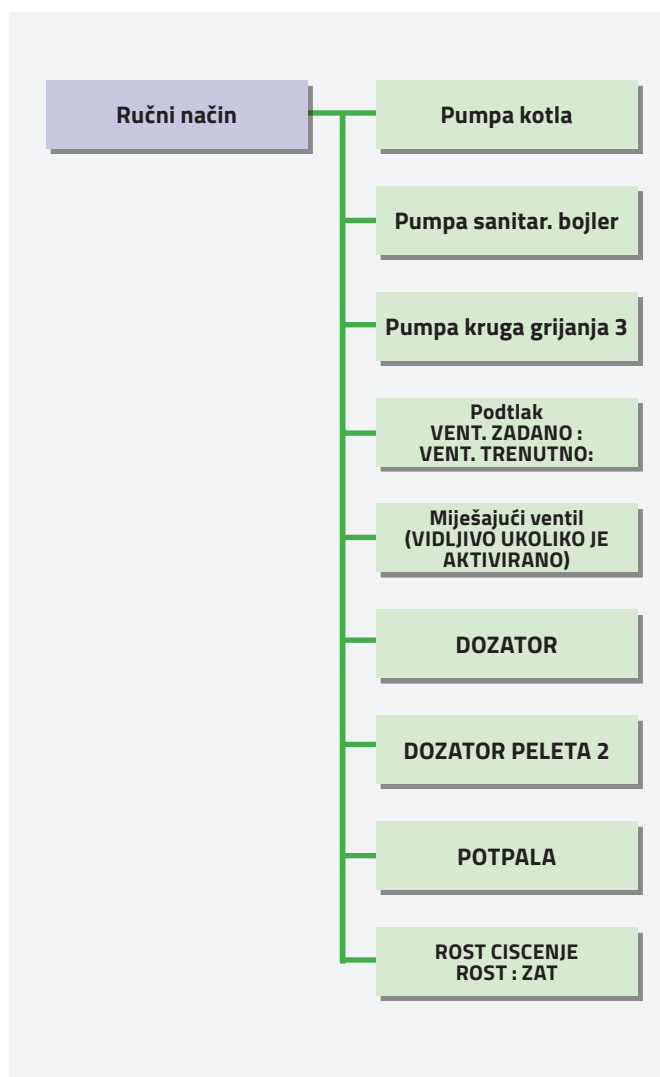 Ručni način
Pumpa kotla
Pumpa sanitar. bojler
Pumpa kruga grijanja 3
Podtlak
VENT. ZADANO :
VENT. TRENUTNO:
Miješajući ventil
(VIDLJIVO UKOLIKO JE
AKTIVIRANO)
DOZATOR
DOZATOR PELETA 2
POTPALA
ROST CISCENJE
ROST : ZAT